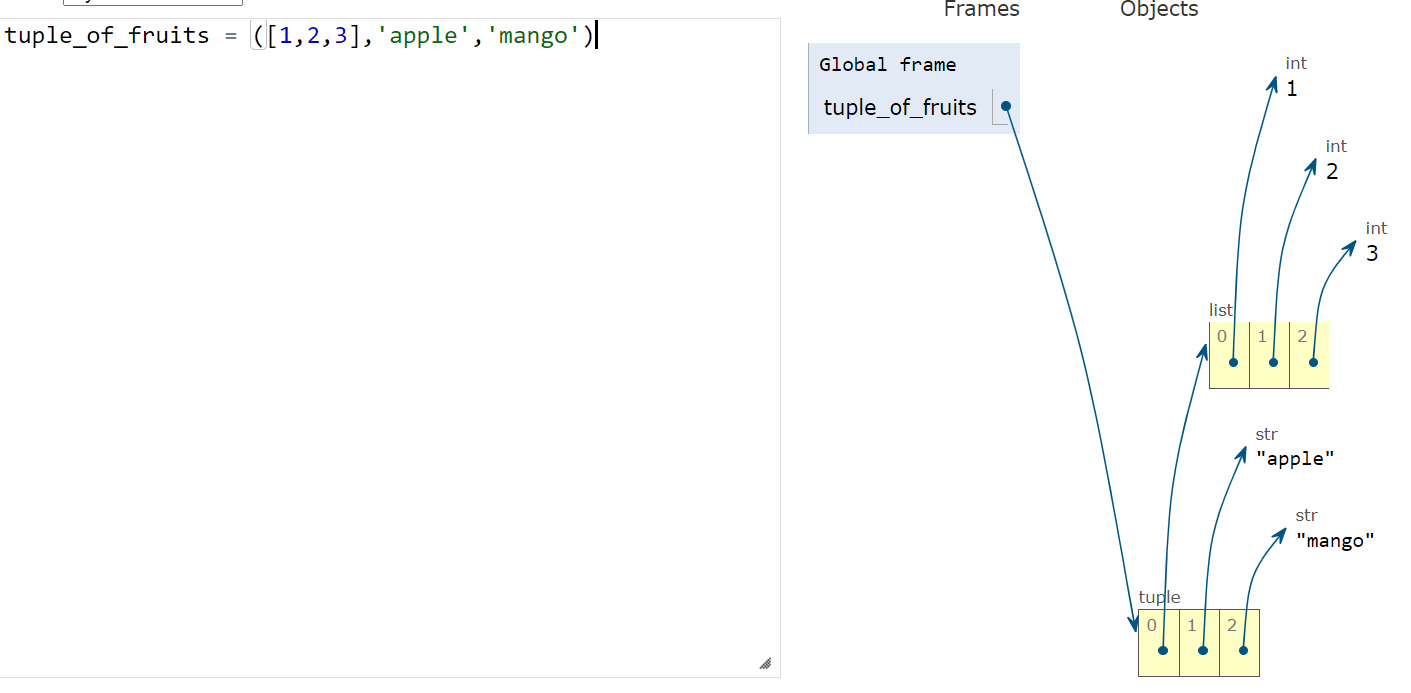 tuple_of_fruits = ([1,2,3],'apple','mango')
Frames
Objects
Global frame
tuple_of_fruits
int
1
int
2
int
3
list
0 1 2
str
"apple"
str
"mango"
tuple
0 1 2